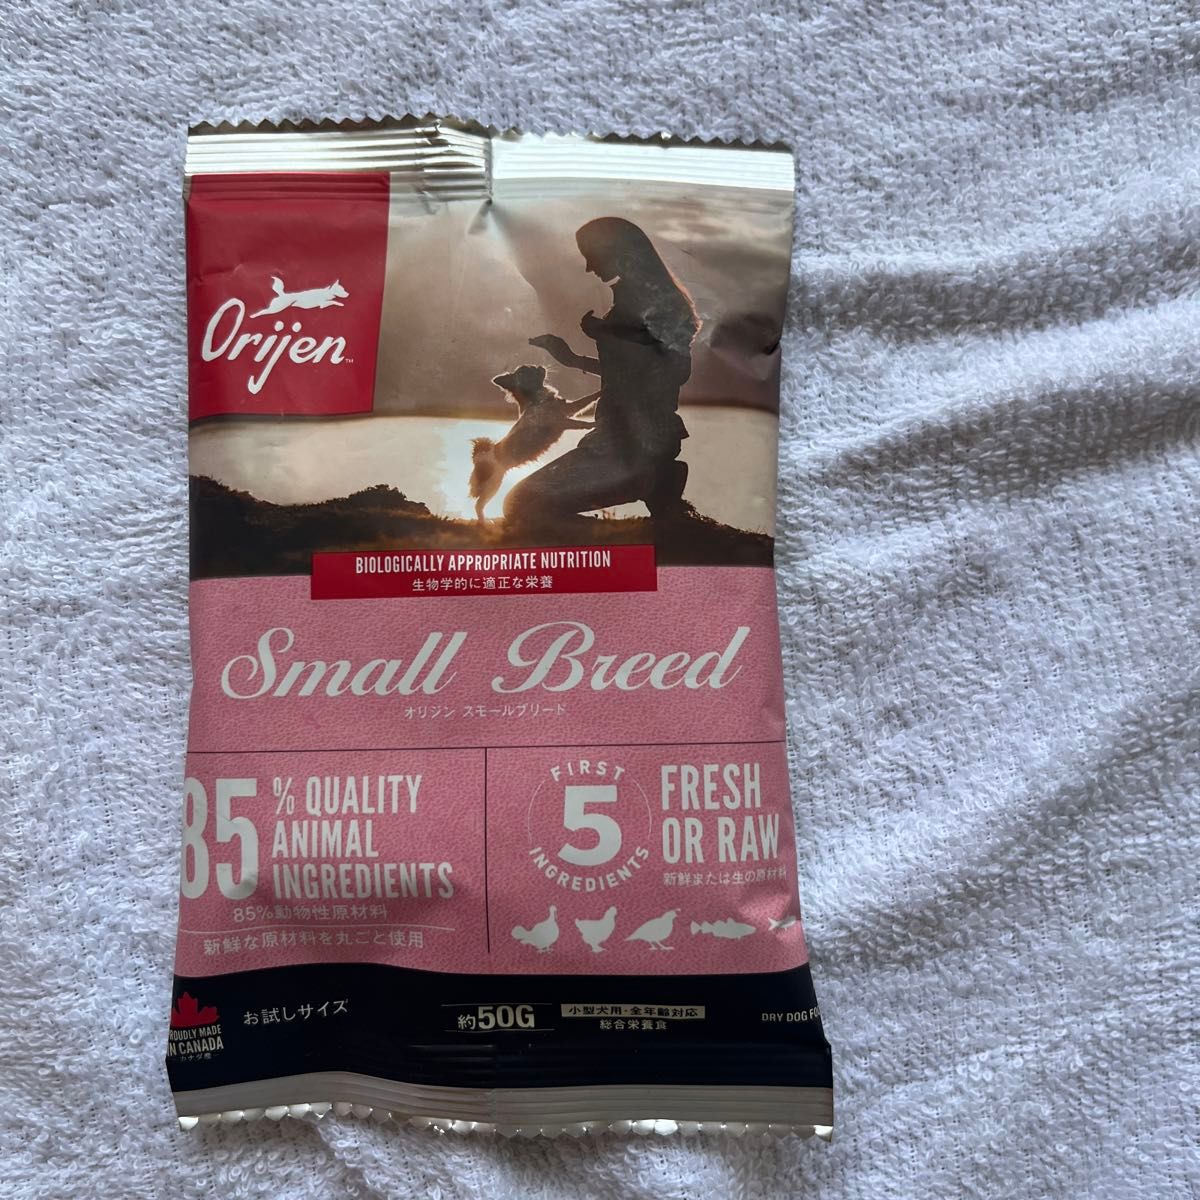 Orijen™
BIOLOGICALLY APPROPRIATE NUTRITION
生物学的に適正な栄養
Small Breed
オリジン スモールブリード
85% QUALITY
ANIMAL
INGREDIENTS
85%動物性原材料
新鮮な原材料を丸ごと使用
FIRST
5
INGREDIENTS
FRESH
OR RAW
新鮮または生の原材料
PROUDLY MADE
IN CANADA
カナダ産
お試しサイズ
約50G
小型犬用・全年齢対応
総合栄養食
DRY DOG FO